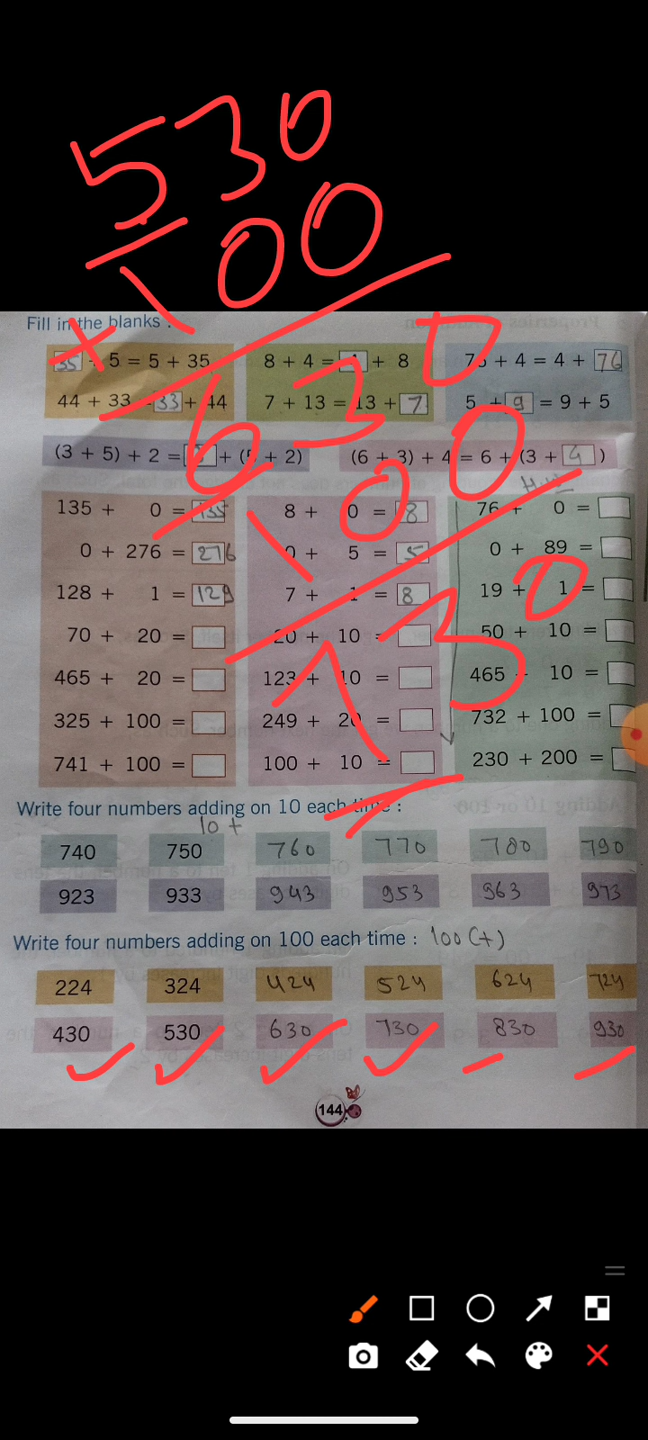 530
+ 100
630
100
730
Fill in the blanks :
35 + 5 = 5 + 35
8 + 4 = 4 + 8
76 + 4 = 4 + 76
44 + 33 = 33 + 44
7 + 13 = 13 + 7
5 + 9 = 9 + 5
(3 + 5) + 2 = 3 + (5 + 2)
(6 + 3) + 4 = 6 + (3 + 4)
H.W
135 + 0 = 135
8 + 0 = 8
76 + 0 =
0 + 276 = 276
0 + 5 = 5
0 + 89 =
128 + 1 = 129
7 + 1 = 8
19 + 1 =
70 + 20 =
20 + 10 =
50 + 10 =
465 + 20 =
123 + 10 =
465 + 10 =
325 + 100 =
249 + 20 =
732 + 100 =
741 + 100 =
100 + 10 =
230 + 200 =
Write four numbers adding on 10 each time :
10 +
740 750 760 770 780 790
923 933 943 953 963 973
Write four numbers adding on 100 each time : 100 (+)
224 324 424 524 624 724
430 530 630 730 830 930
144